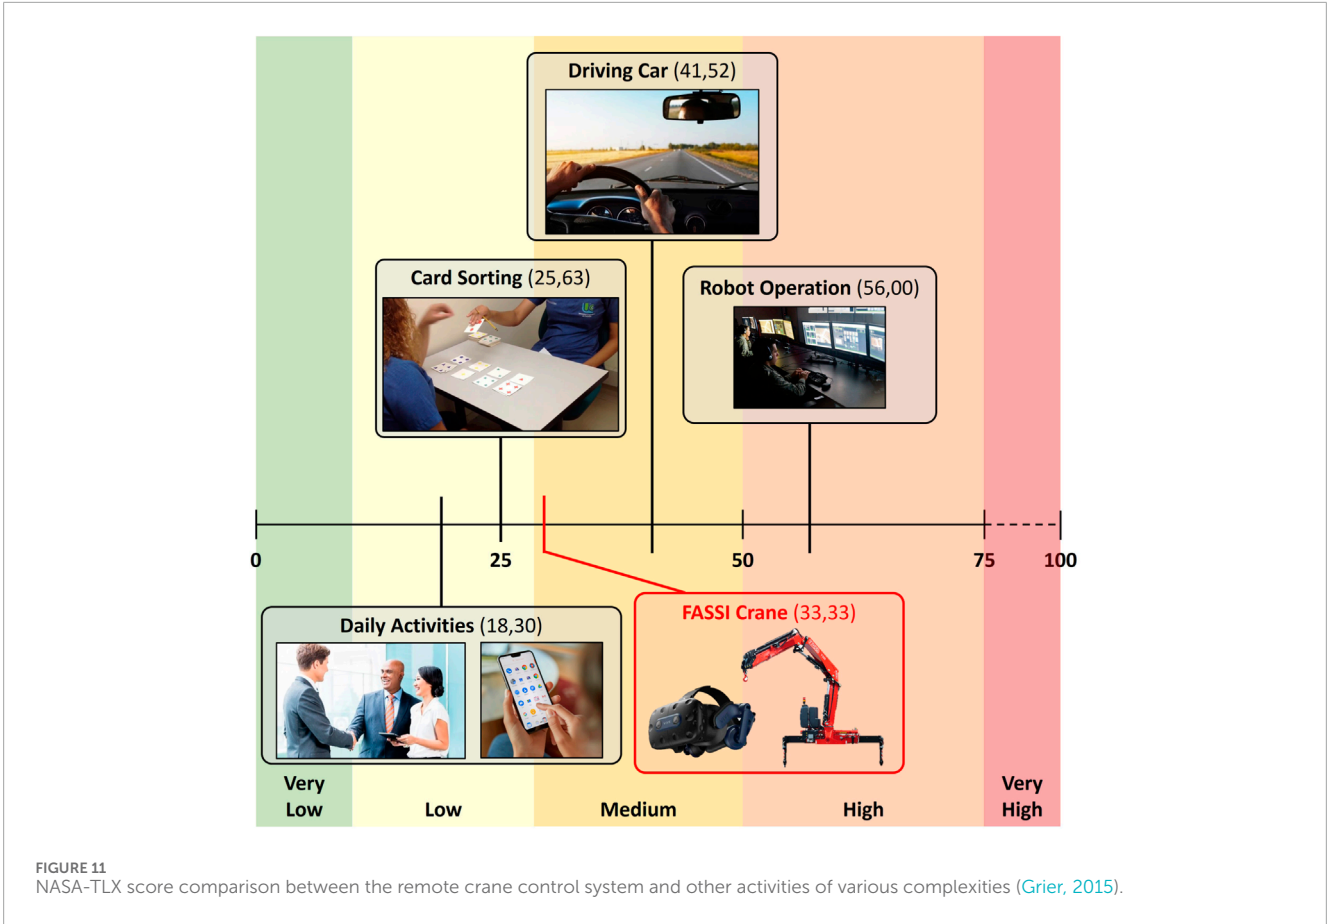 Driving Car (41,52)
Card Sorting (25,63)
Robot Operation (56,00)
0
25
50
75
100
Daily Activities (18,30)
FASSI Crane (33,33)
Very
Low
Low
Medium
High
Very
High
FIGURE 11
NASA-TLX score comparison between the remote crane control system and other activities of various complexities (Grier, 2015).